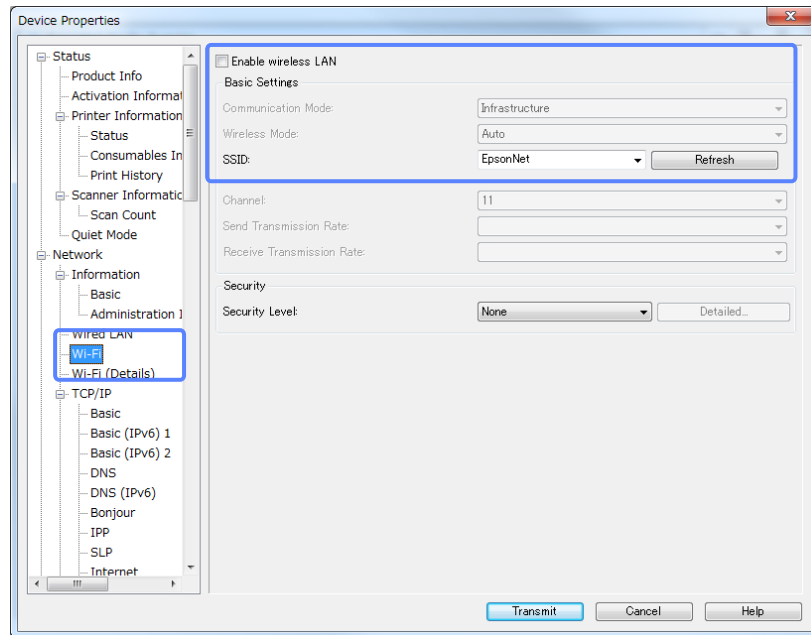 Device Properties
Status
Product Info
Activation Informat
Printer Information
Status
Consumables In
Print History
Scanner Informatic
Scan Count
Quiet Mode
Network
Information
Basic
Administration I
Wired LAN
Wi-Fi
Wi-Fi (Details)
TCP/IP
Basic
Basic (IPv6) 1
Basic (IPv6) 2
DNS
DNS (IPv6)
Bonjour
IPP
SLP
Internet
Enable wireless LAN
Basic Settings
Communication Mode: Infrastructure
Wireless Mode: Auto
SSID: EpsonNet Refresh
Channel: 11
Send Transmission Rate:
Receive Transmission Rate:
Security
Security Level: None Detailed...
Transmit Cancel Help